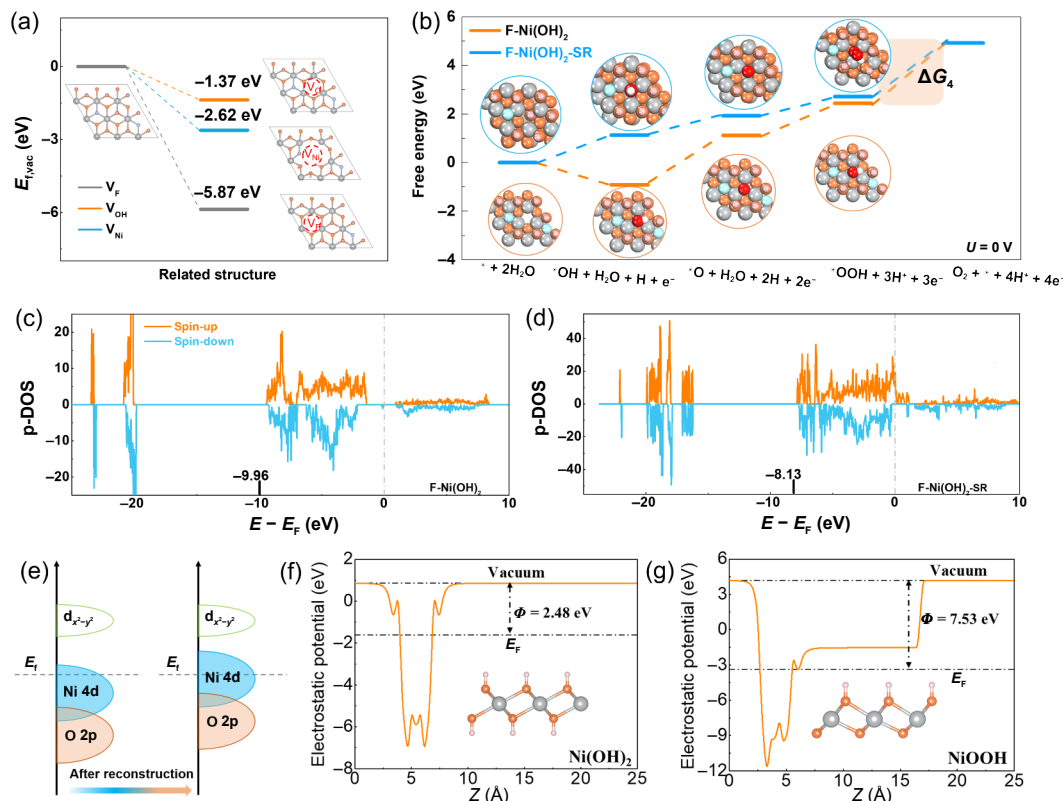 (a)
0
−3
−6
E_f,vac (eV)
−1.37 eV
−2.62 eV
−5.87 eV
V_OH
V_Ni
V_F
V_F
V_OH
V_Ni
Related structure
(b)
6
4
2
0
−2
−4
Free energy (eV)
F-Ni(OH)₂
F-Ni(OH)₂-SR
ΔG₄
U = 0 V
* + 2H₂O
*OH + H₂O + H + e⁻
*O + H₂O + 2H + 2e⁻
*OOH + 3H⁺ + 3e⁻
O₂ + * + 4H⁺ + 4e⁻
(c)
Spin-up
Spin-down
20
10
0
−10
−20
p-DOS
−9.96
F-Ni(OH)₂
−20
−10
0
10
E − E_F (eV)
(d)
40
20
0
−20
−40
p-DOS
−8.13
F-Ni(OH)₂-SR
−20
−10
0
10
E − E_F (eV)
(e)
d_x²−y²
E_f
Ni 4d
O 2p
d_x²−y²
E_f
Ni 4d
O 2p
After reconstruction
(f)
2
0
−2
−4
−6
−8
Electrostatic potential (eV)
Vacuum
Φ = 2.48 eV
E_F
Ni(OH)₂
0
5
10
15
20
25
Z (Å)
(g)
6
3
0
−3
−6
−9
−12
Electrostatic potential (eV)
Vacuum
Φ = 7.53 eV
E_F
NiOOH
0
5
10
15
20
25
Z (Å)